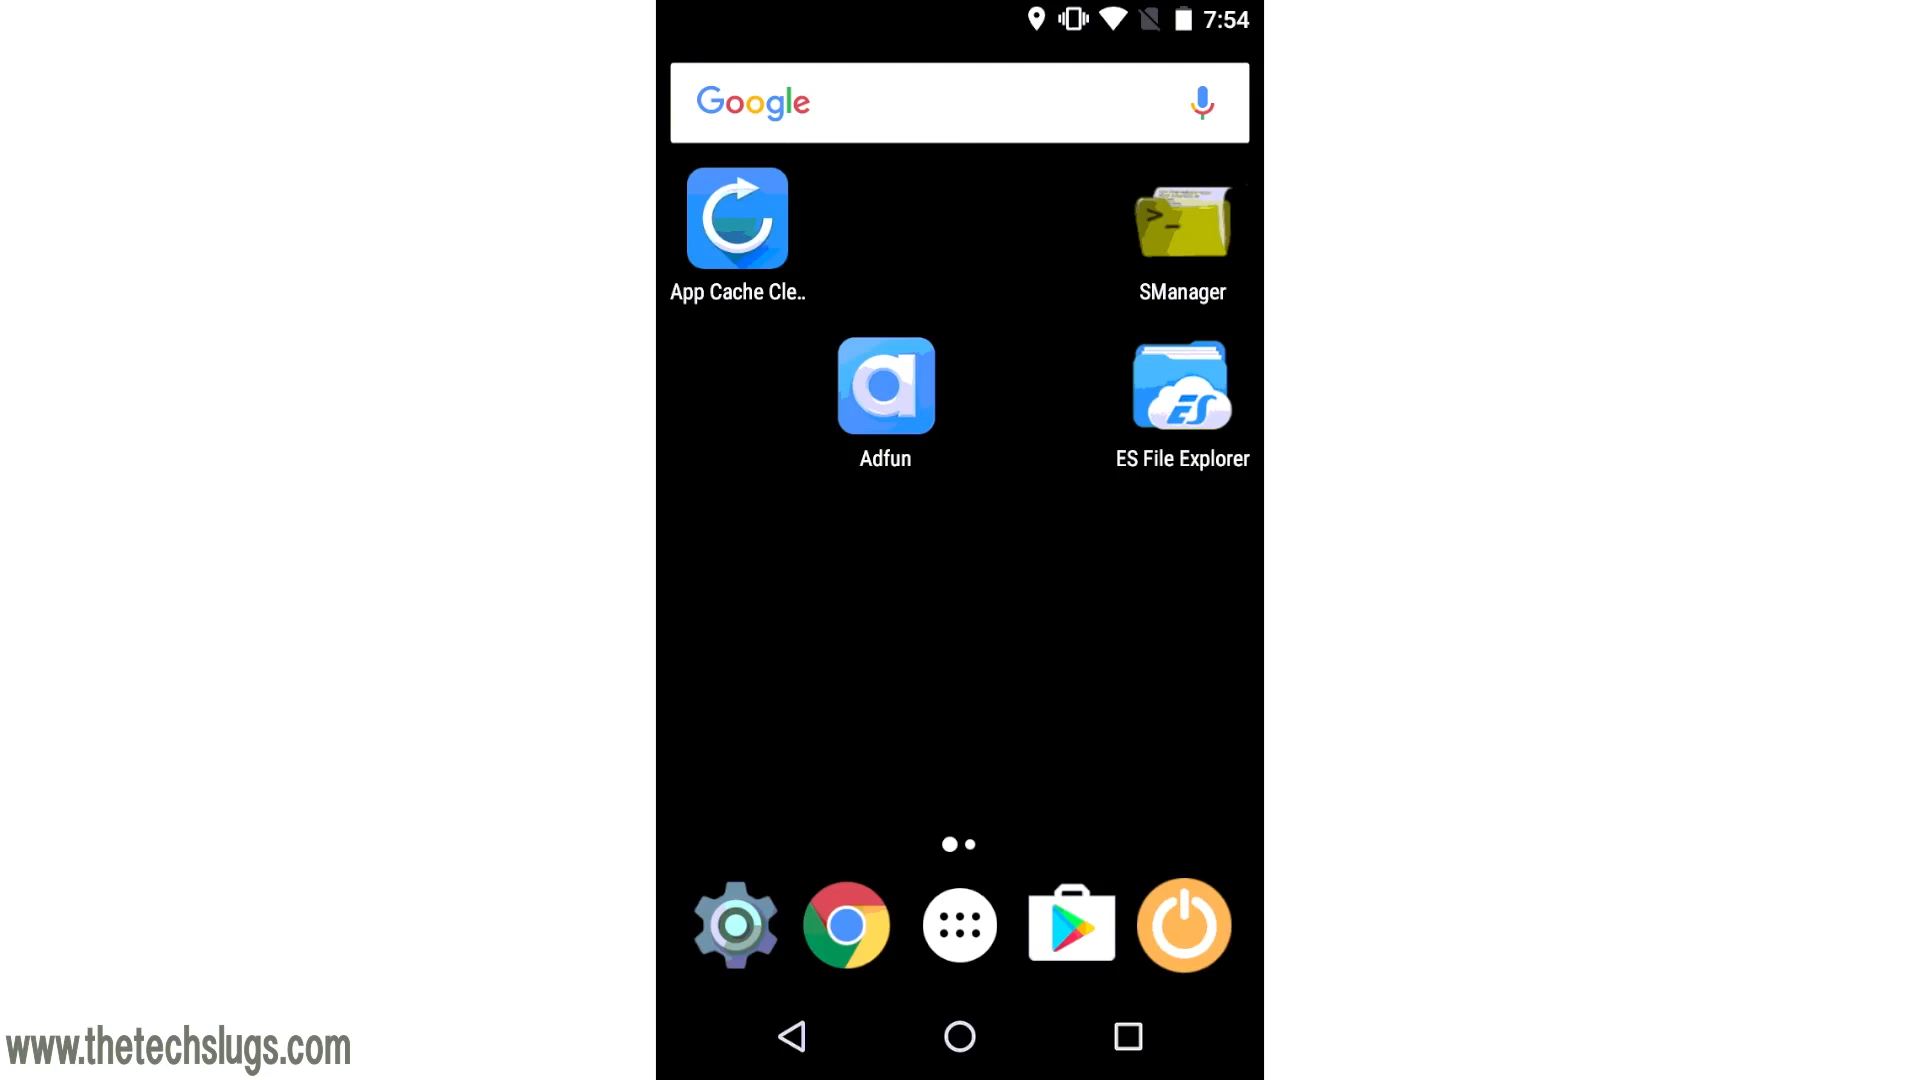 7:54
Google
App Cache Cle..
SManager
Adfun
ES File Explorer
www.thetechslugs.com